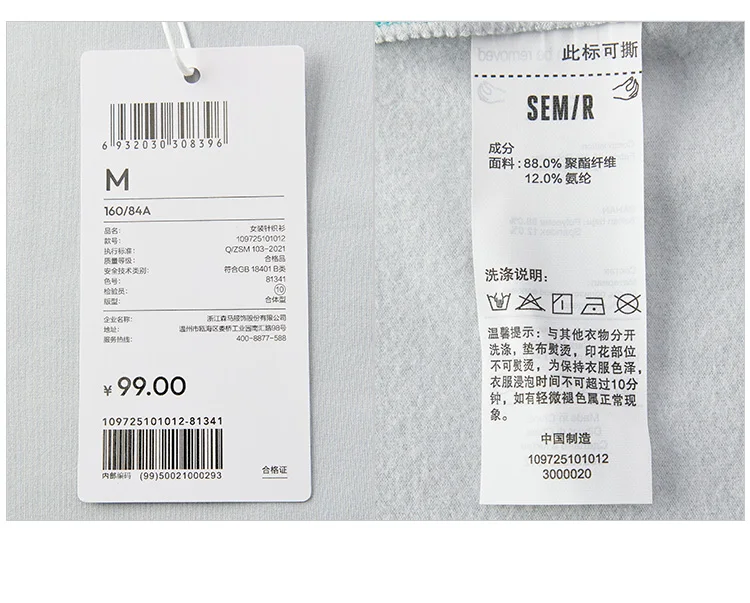 6 932030 308396
M
160/84A
品名: 女装针织衫
款号: 109725101012
执行标准: Q/ZSM 103-2021
质量等级: 合格品
安全技术类别: 符合GB 18401 B类
色号: 81341
检验员: 10
版型: 合体型
企业名称: 浙江森马服饰股份有限公司
地址: 温州市瓯海区娄桥工业园南汇路98号
服务热线: 400-8877-588
¥99.00
109725101012-81341
内部编码 (99)50021000293
合格证
be removed
此标可撕
SEM/R
成分
面料: 88.0% 聚酯纤维
12.0% 氨纶
洗涤说明:
温馨提示: 与其他衣物分开
洗涤, 垫布熨烫, 印花部位
不可熨烫, 为保持衣服色泽,
衣服浸泡时间不可超过10分
钟, 如有轻微褪色属正常现
象。
中国制造
109725101012
3000020